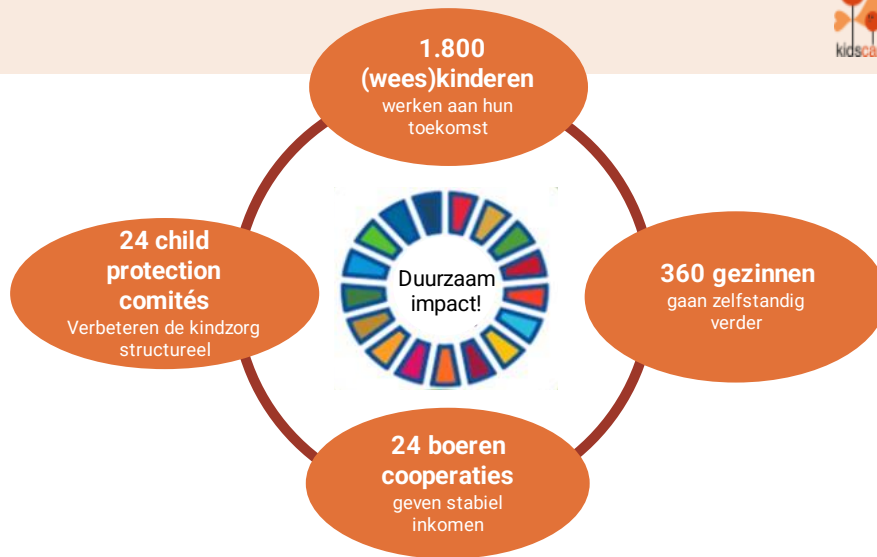 kidsca
1.800
(wees)kinderen
werken aan hun
toekomst
24 child
protection
comités
Verbeteren de kindzorg
structureel
Duurzaam
impact!
360 gezinnen
gaan zelfstandig
verder
24 boeren
cooperaties
geven stabiel
inkomen